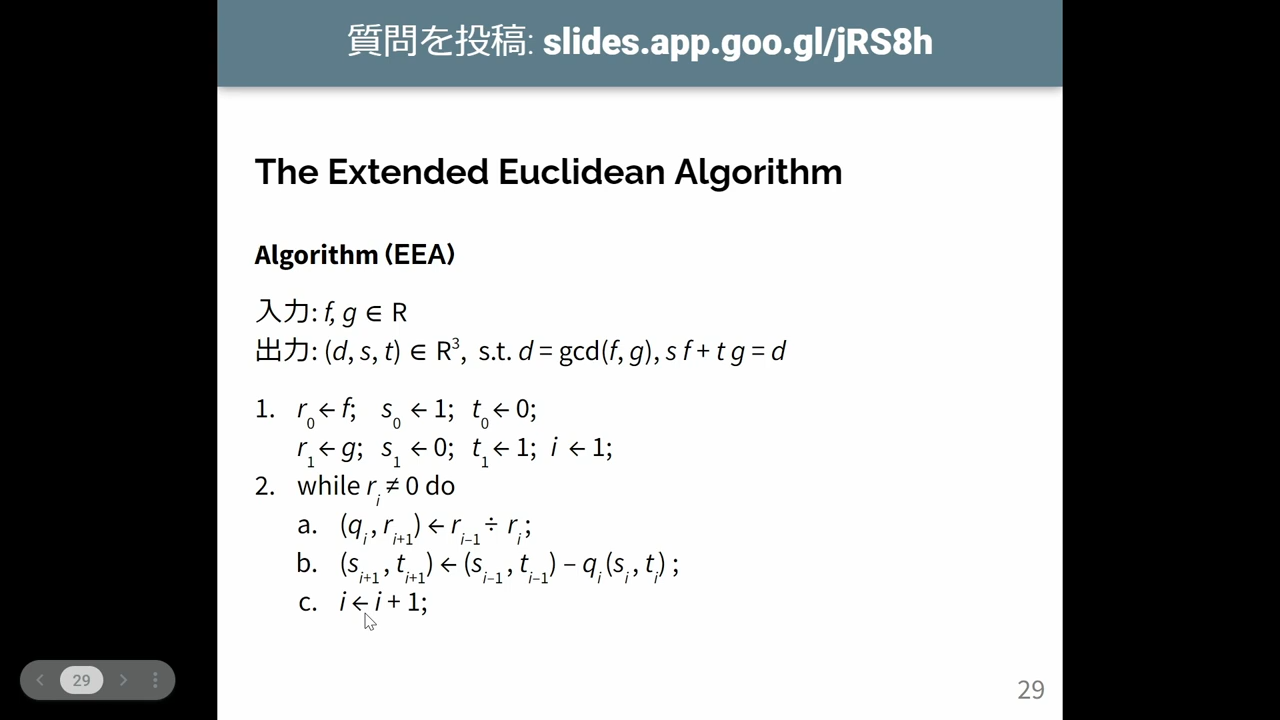 質問を投稿: slides.app.goo.gl/jRS8h
The Extended Euclidean Algorithm
Algorithm (EEA)
入力: f, g ∈ R
出力: (d, s, t) ∈ R³, s.t. d = gcd(f, g), s f + t g = d
1. r₀ ← f; s₀ ← 1; t₀ ← 0;
r₁ ← g; s₁ ← 0; t₁ ← 1; i ← 1;
2. while rᵢ ≠ 0 do
a. (qᵢ, rᵢ₊₁) ← rᵢ₋₁ ÷ rᵢ;
b. (sᵢ₊₁, tᵢ₊₁) ← (sᵢ₋₁, tᵢ₋₁) – qᵢ (sᵢ, tᵢ) ;
c. i ← i + 1;
29
29